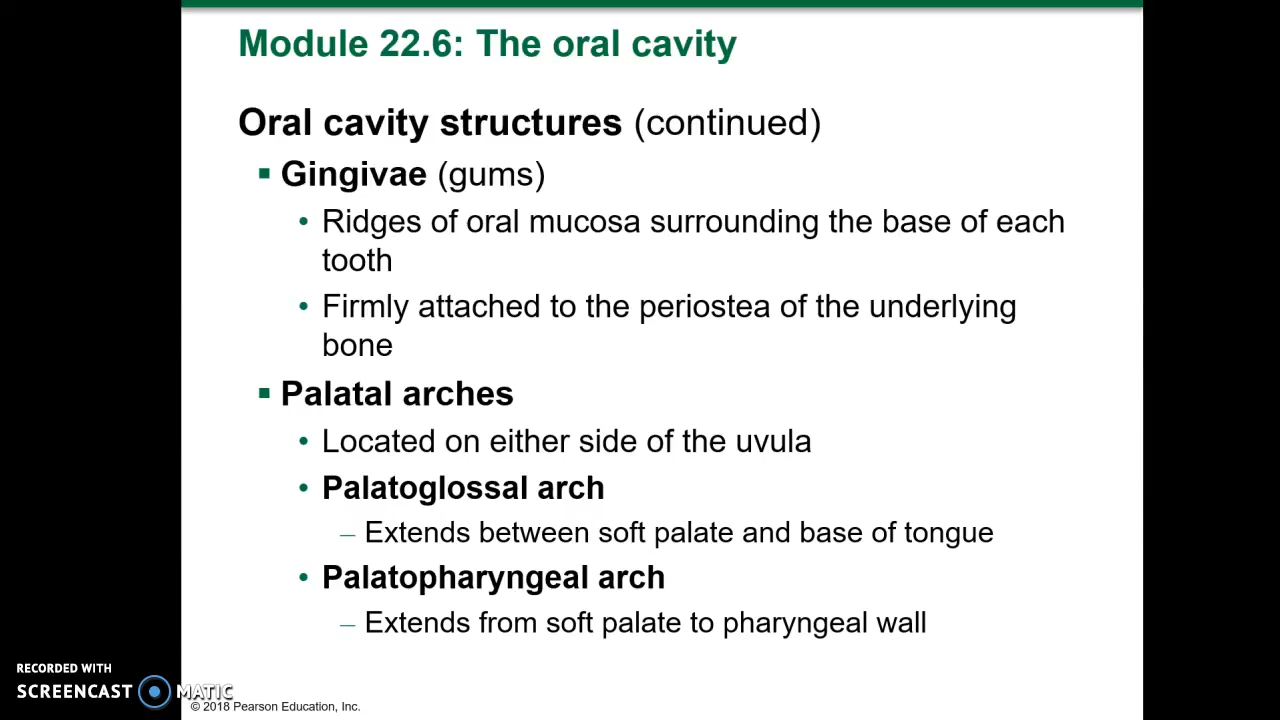 Module 22.6: The oral cavity
Oral cavity structures (continued)
▪ Gingivae (gums)
• Ridges of oral mucosa surrounding the base of each
tooth
• Firmly attached to the periostea of the underlying
bone
▪ Palatal arches
• Located on either side of the uvula
• Palatoglossal arch
– Extends between soft palate and base of tongue
• Palatopharyngeal arch
– Extends from soft palate to pharyngeal wall
RECORDED WITH
SCREENCAST MATIC
© 2018 Pearson Education, Inc.